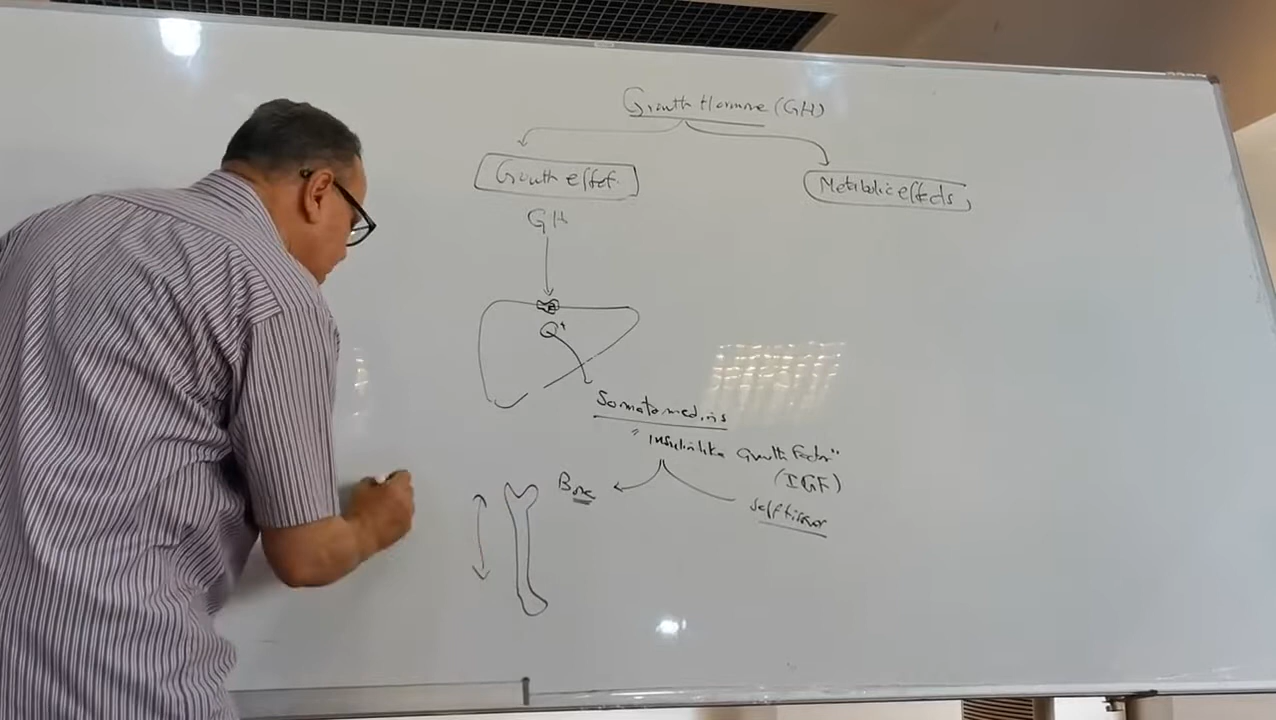 Growth Hormone (GH)
Growth effect
Metabolic effects
GH
Somatomedins
"Insulin like Growth Factor"
(IGF)
Bone
Soft tissue